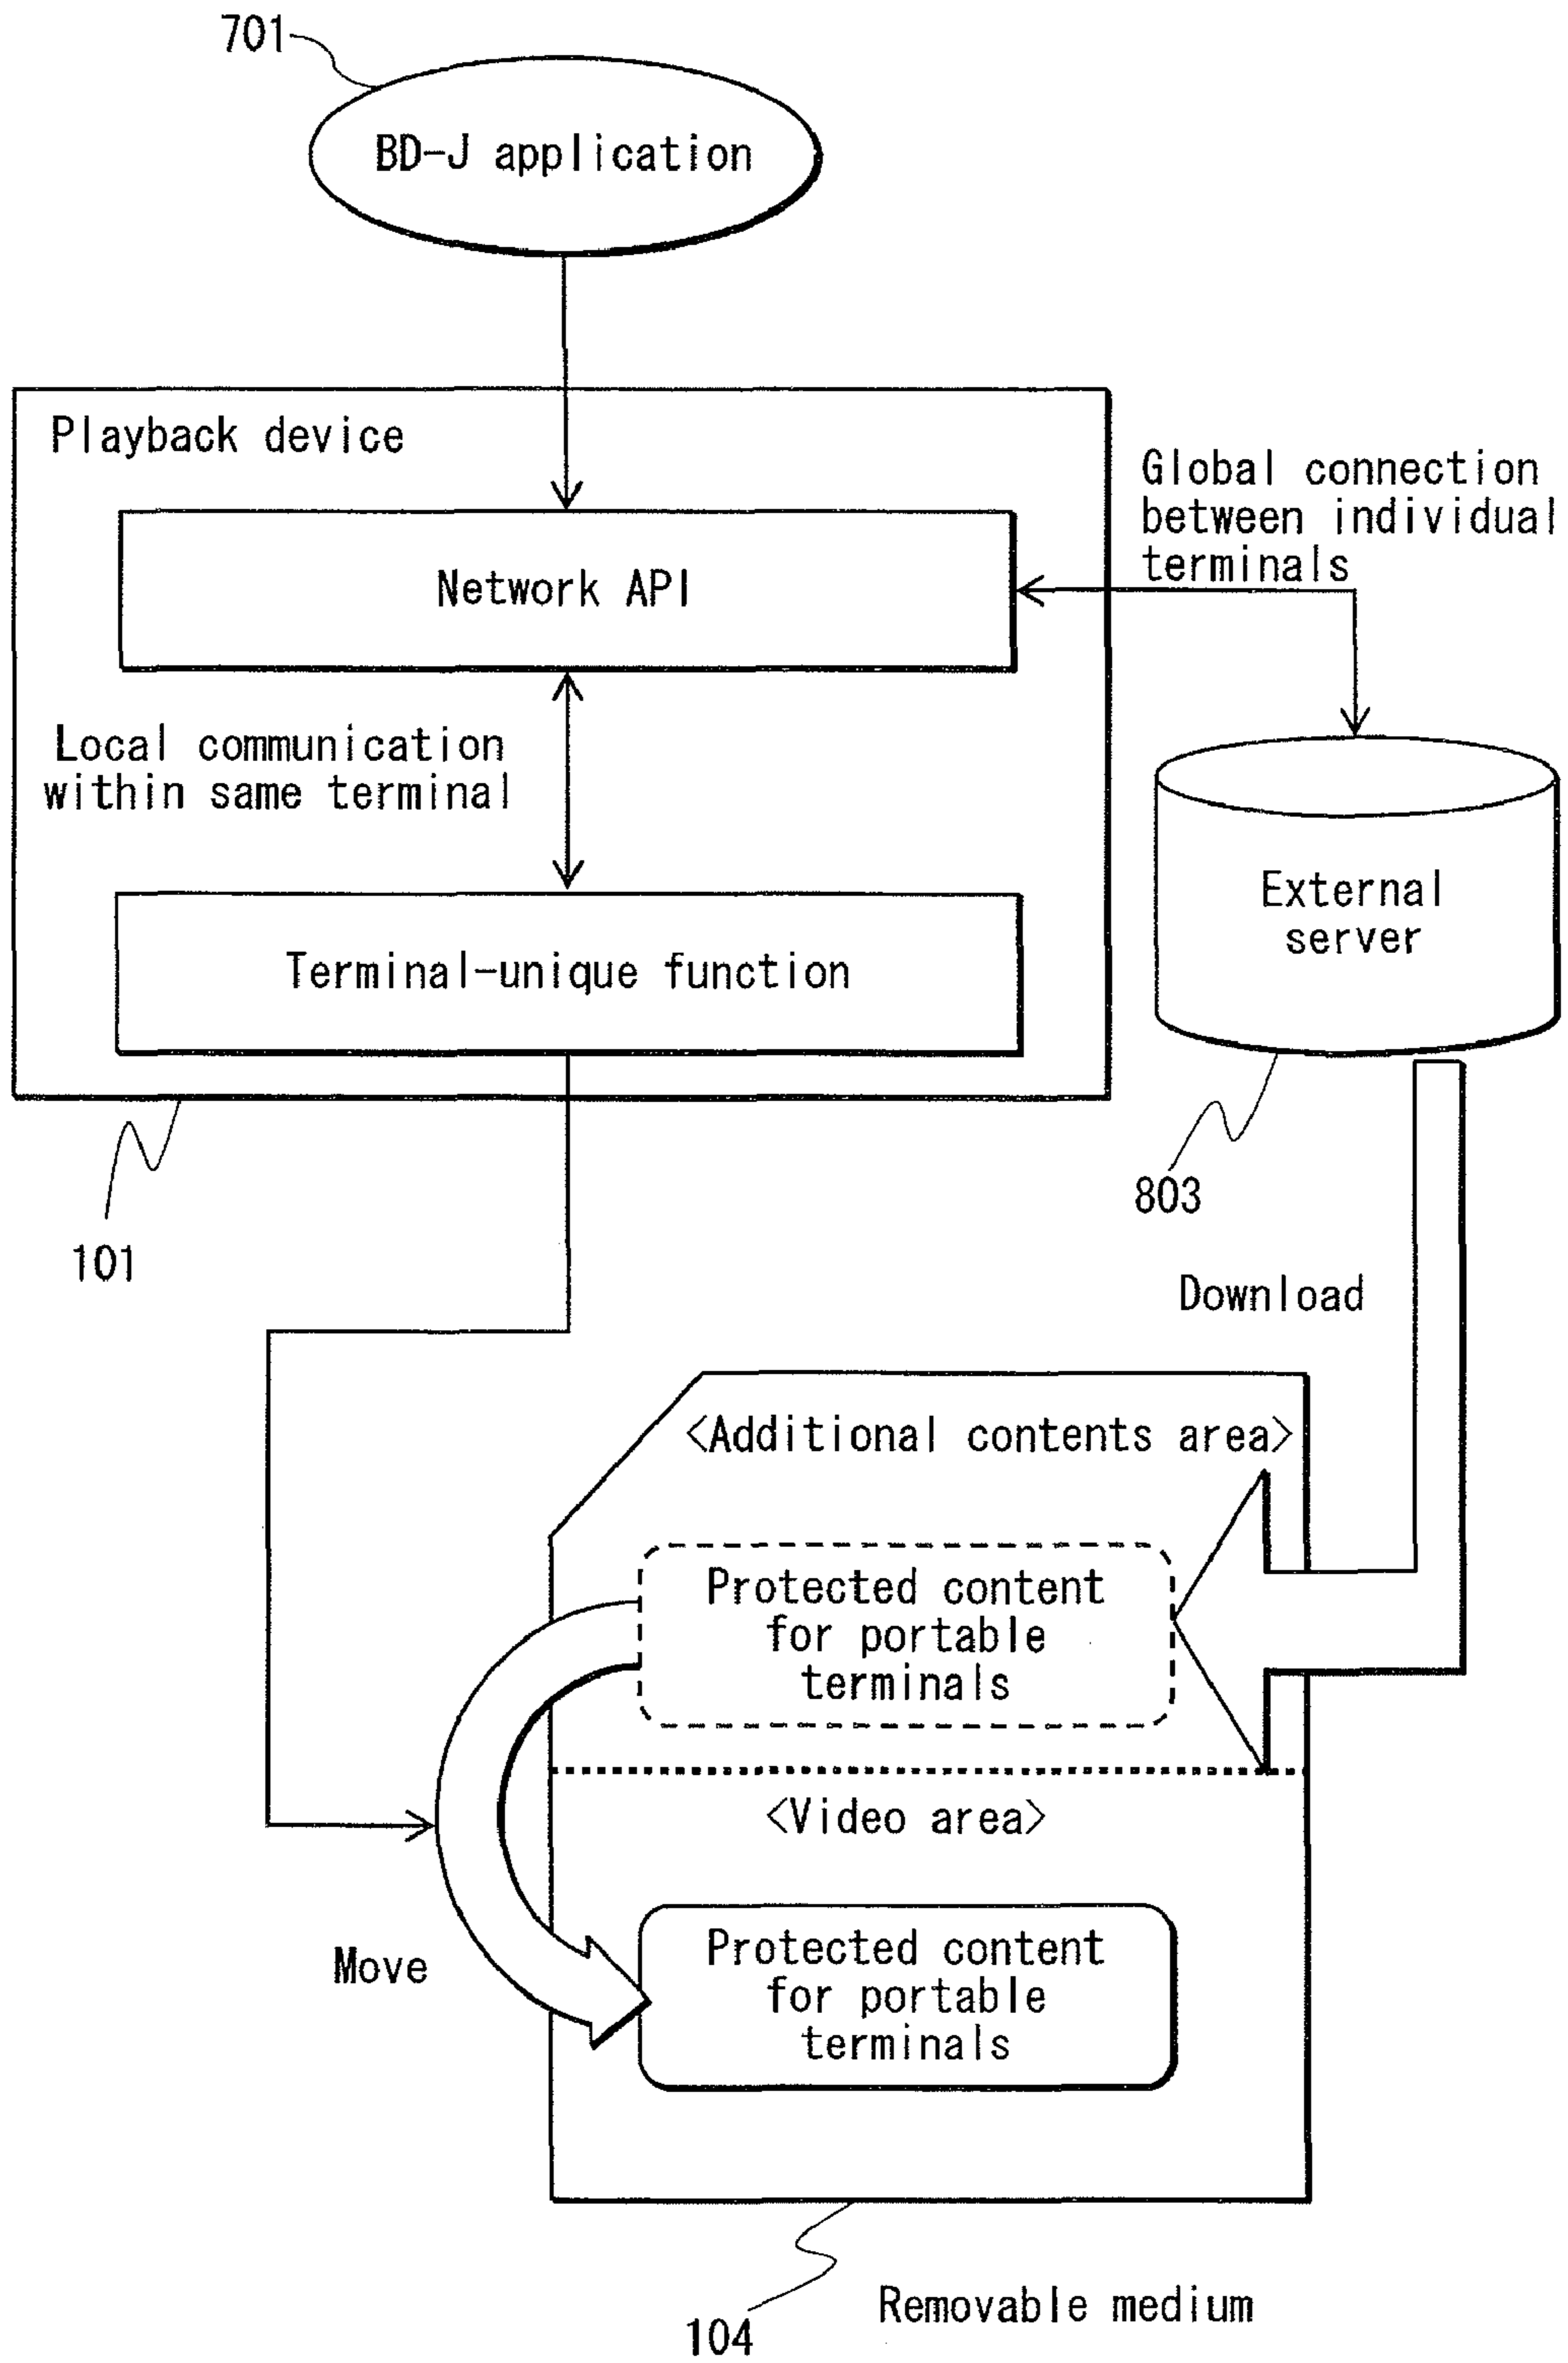 701
BD-J application
Playback device
Network API
Global connection
between individual
terminals
Local communication
within same terminal
External
server
Terminal-unique function
803
101
Download
<Additional contents area>
Protected content
for portable
terminals
<Video area>
Move
Protected content
for portable
terminals
104
Removable medium